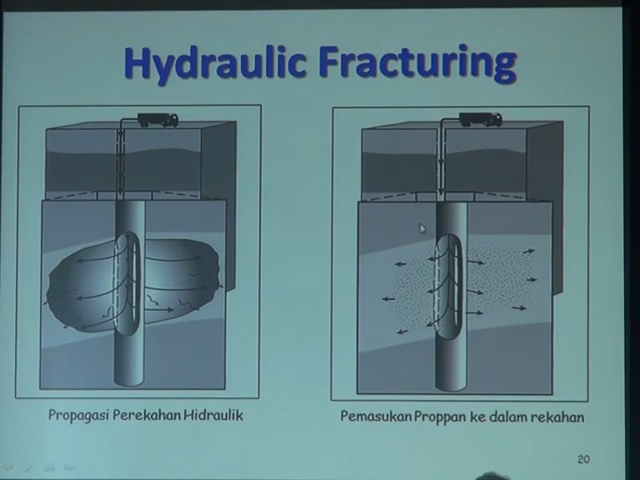 Hydraulic Fracturing
Propagasi Perekahan Hidraulik
Pemasukan Proppan ke dalam rekahan
20